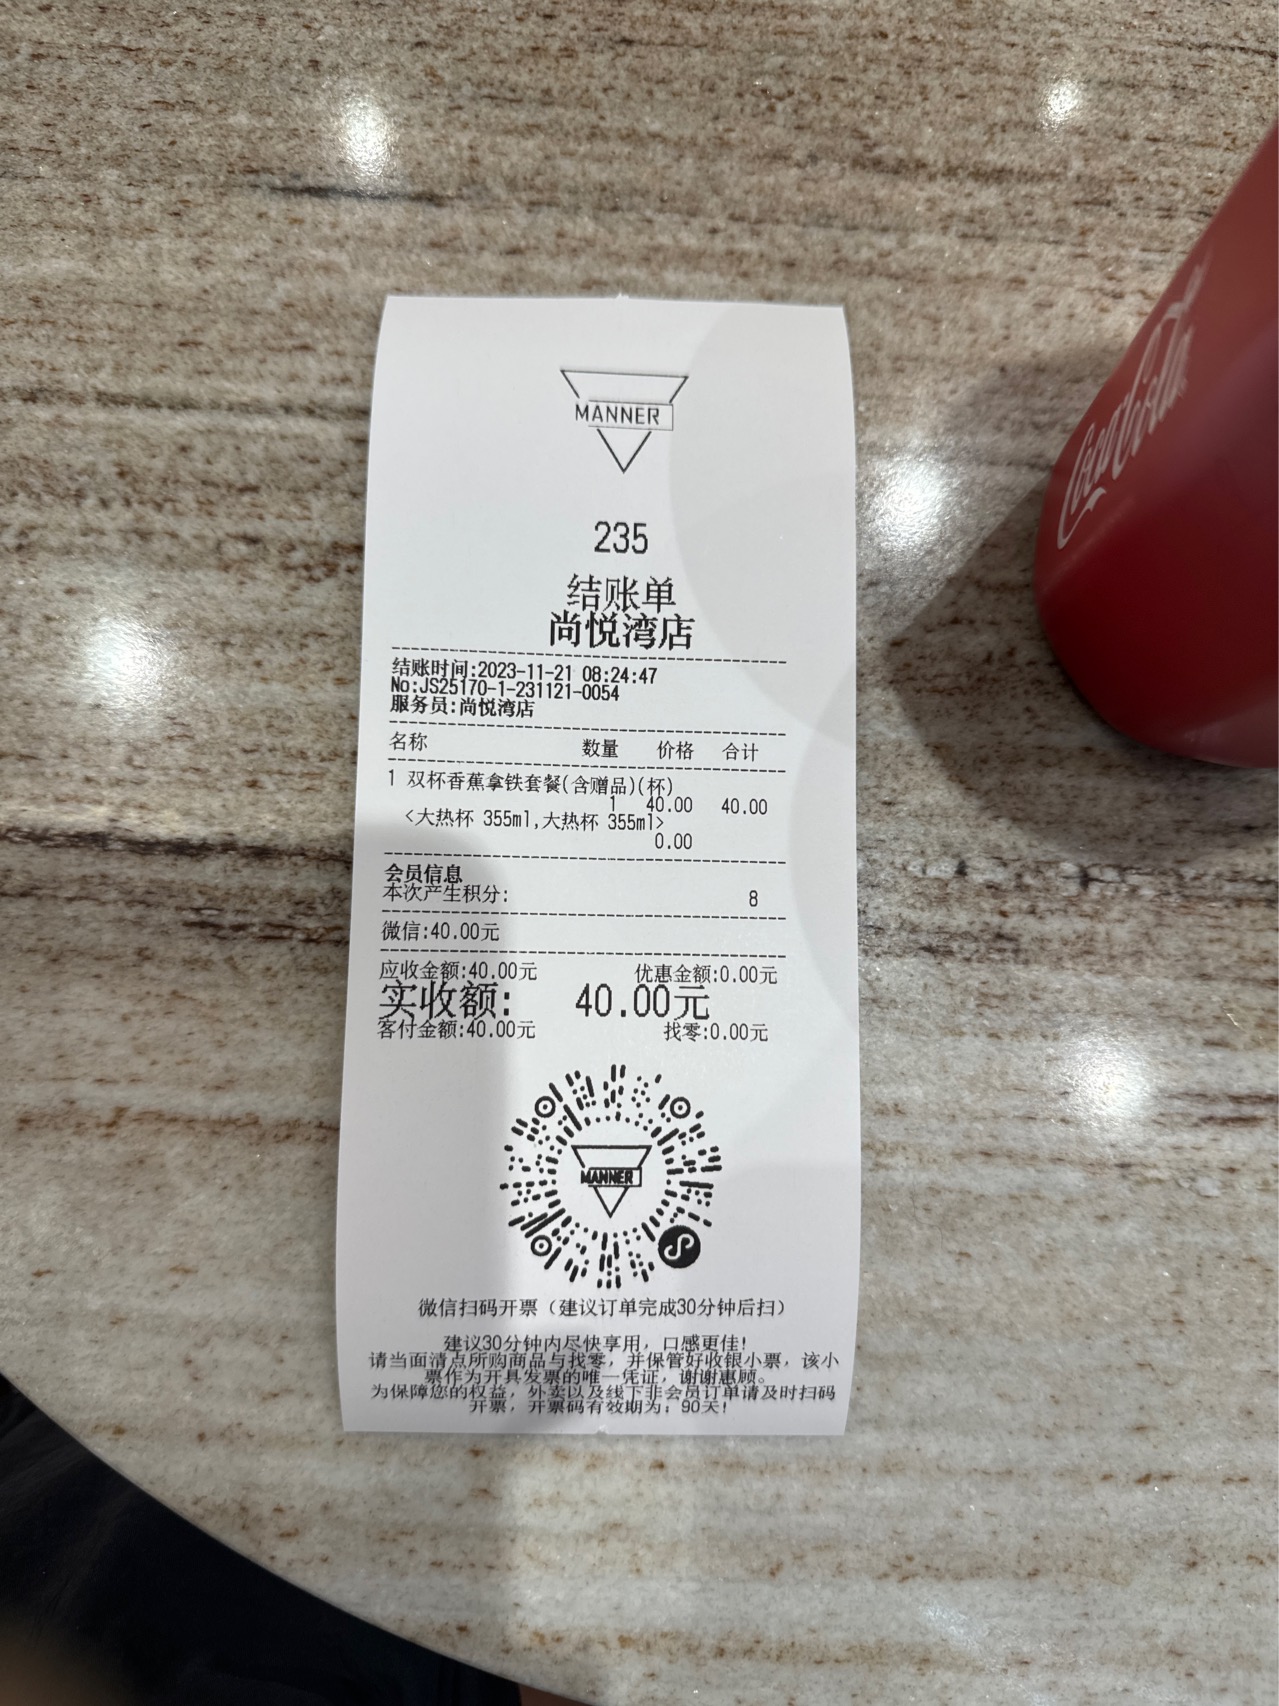 MANNER
235
结账单
尚悦湾店
结账时间:2023-11-21 08:24:47
No:JS25170-1-231121-0054
服务员:尚悦湾店
名称 数量 价格 合计
1 双杯香蕉拿铁套餐(含赠品)(杯)
1 40.00 40.00
<大热杯 355ml,大热杯 355ml>
0.00
会员信息
本次产生积分: 8
微信:40.00元
应收金额:40.00元 优惠金额:0.00元
实收额: 40.00元
客付金额:40.00元 找零:0.00元
MANNER
微信扫码开票（建议订单完成30分钟后扫）
建议30分钟内尽快享用，口感更佳!
请当面清点所购商品与找零，并保管好收银小票，该小
票作为开具发票的唯一凭证，谢谢惠顾。
为保障您的权益，外卖以及线下非会员订单请及时扫码
开票，开票码有效期为：90天!
Coca-Cola